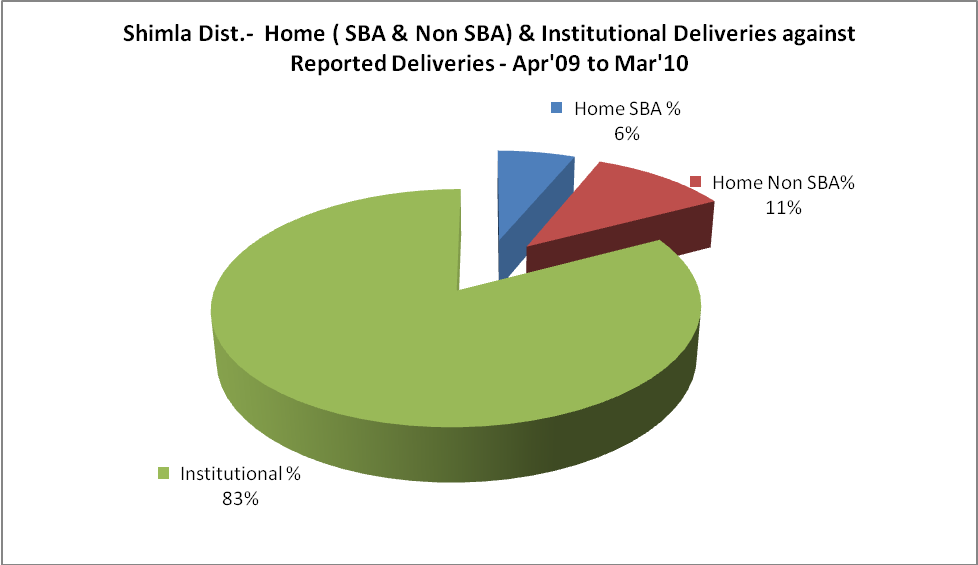 Shimla Dist.- Home ( SBA & Non SBA) & Institutional Deliveries against
Reported Deliveries - Apr'09 to Mar'10
Home SBA %
6%
Home Non SBA%
11%
Institutional %
83%